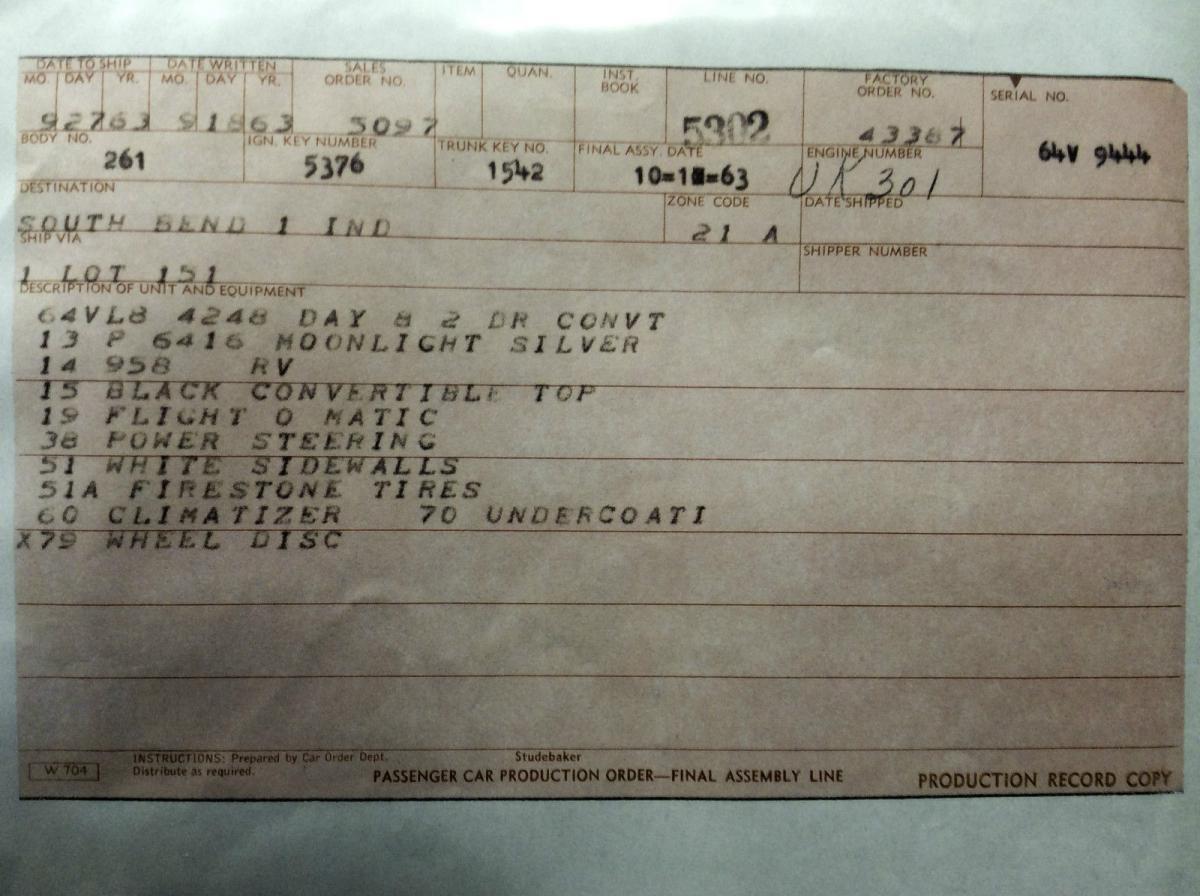 DATE TO SHIP DATE WRITTEN SALES ORDER NO. ITEM QUAN. INST. BOOK LINE NO. FACTORY ORDER NO. SERIAL NO.
MO. DAY YR. MO. DAY YR.
92763 91863 5097 5302 43367 64V 9444
BODY NO. IGN. KEY NUMBER TRUNK KEY NO. FINAL ASSY. DATE ENGINE NUMBER
261 5376 1542 UK 301
DESTINATION ZONE CODE DATE SHIPPED
SOUTH BEND 1 IND 21 A
SHIP VIA SHIPPER NUMBER
1 LOT 151
DESCRIPTION OF UNIT AND EQUIPMENT
64VL8 4248 DAY 8 2 DR CONVT
13 P 6416 MOONLIGHT SILVER
14 958 RV
15 BLACK CONVERTIBLE TOP
19 FLIGHT O MATIC
38 POWER STEERING
51 WHITE SIDEWALLS
51A FIRESTONE TIRES
60 CLIMATIZER 70 UNDERCOATI
X79 WHEEL DISC
W 704
INSTRUCTIONS: Prepared by Car Order Dept.
Distribute as required.
Studebaker
PASSENGER CAR PRODUCTION ORDER—FINAL ASSEMBLY LINE
PRODUCTION RECORD COPY